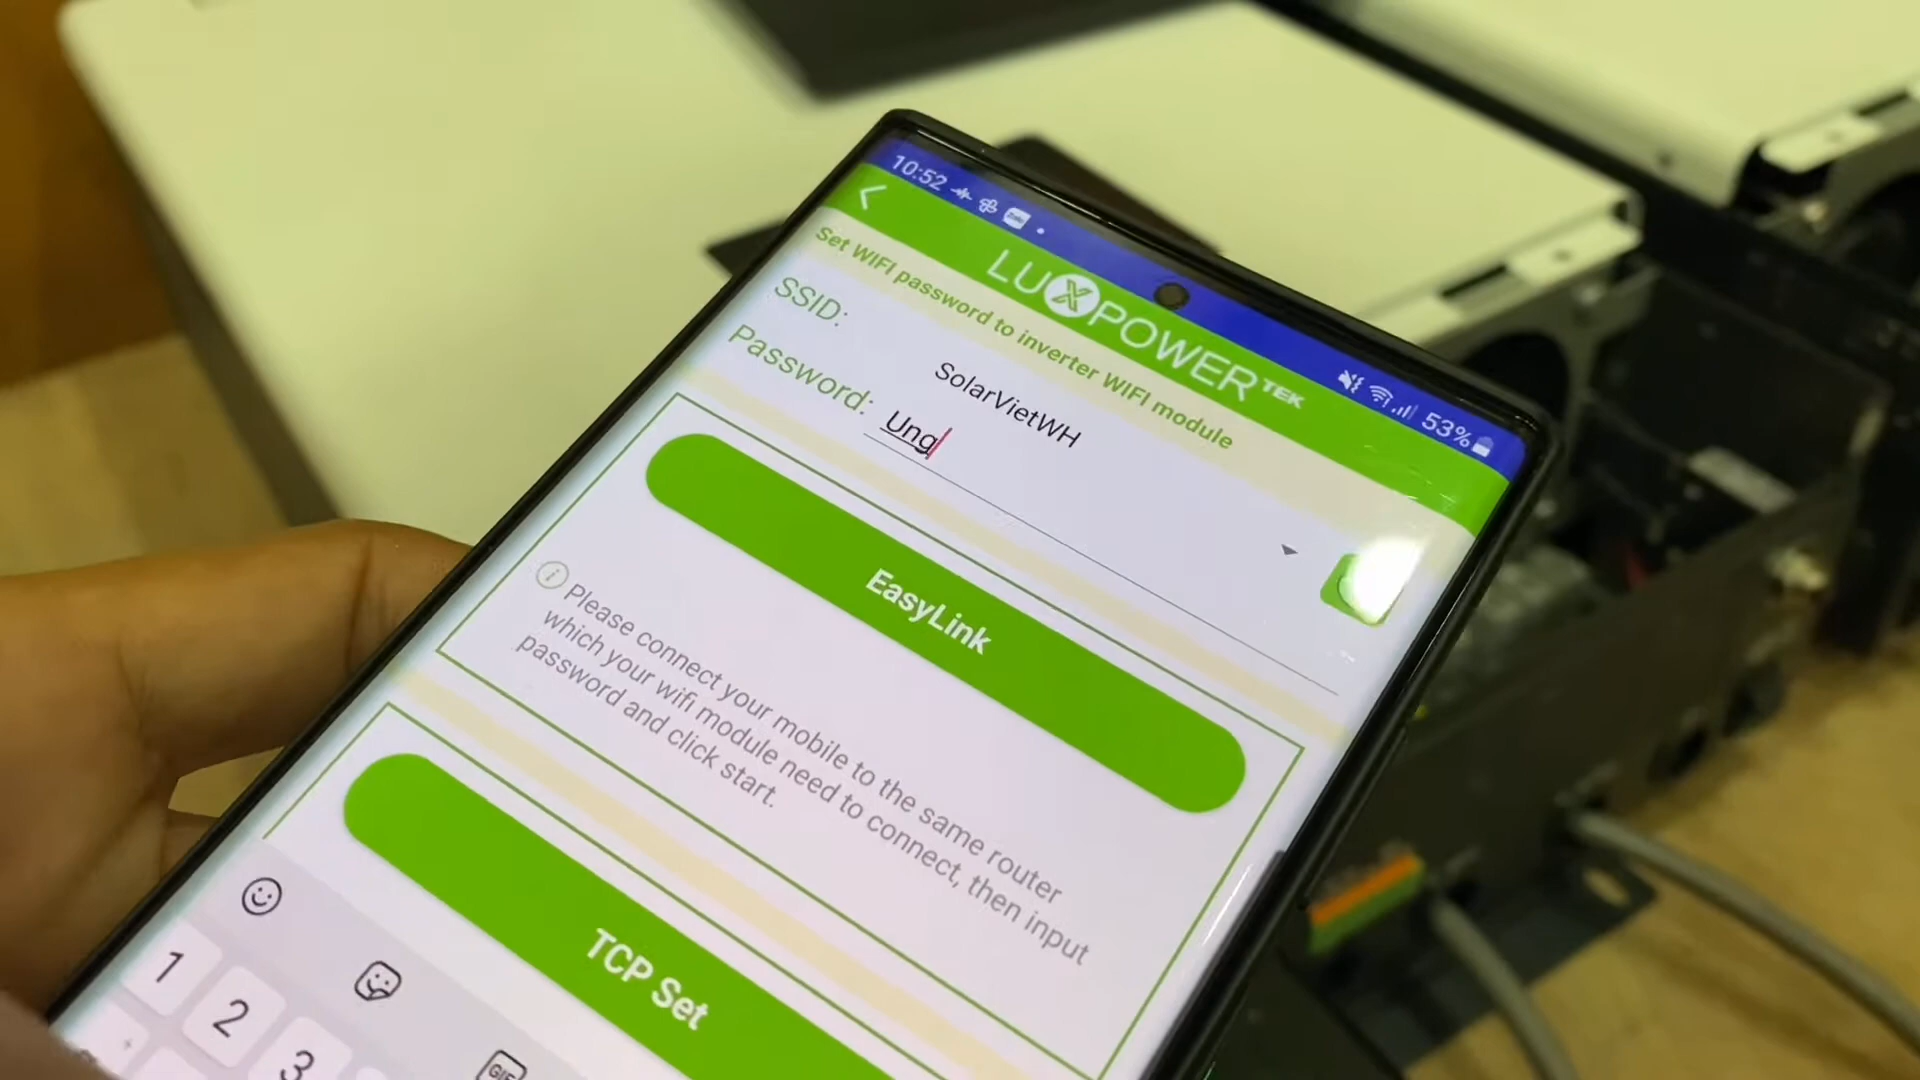 10:52
53%
LUXPOWERTEK
Set WIFI password to inverter WIFI module
SSID:
SolarVietWH
Password:
Ung
EasyLink
Please connect your mobile to the same router
which your wifi module need to connect, then input
password and click start.
TCP Set
1
2
3
GIF